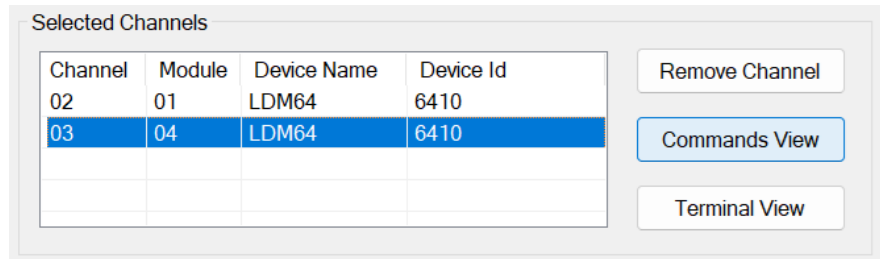 Selected Channels
Channel Module Device Name Device Id
02 01 LDM64 6410
03 04 LDM64 6410
Remove Channel
Commands View
Terminal View